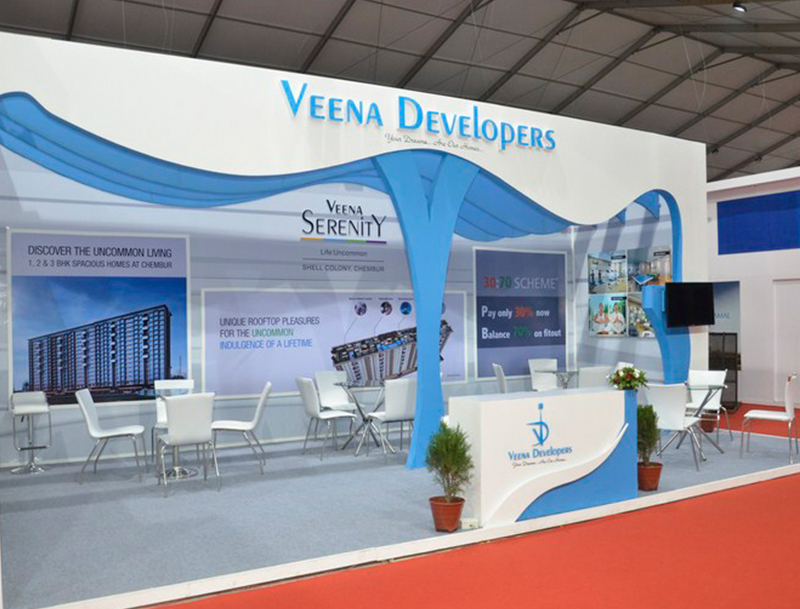 VEENA DEVELOPERS
Your Dreams... Are Our Homes...
VEENA
SERENITY
Life Uncommon
SHELL COLONY, CHEMBUR
DISCOVER THE UNCOMMON LIVING
1, 2 & 3 BHK SPACIOUS HOMES AT CHEMBUR
UNIQUE ROOFTOP PLEASURES
FOR THE UNCOMMON
INDULGENCE OF A LIFETIME
30-70 SCHEME*
Pay only 30% now
Balance 70% on fitout
VEENA DEVELOPERS
Your Dreams... Are Our Homes...